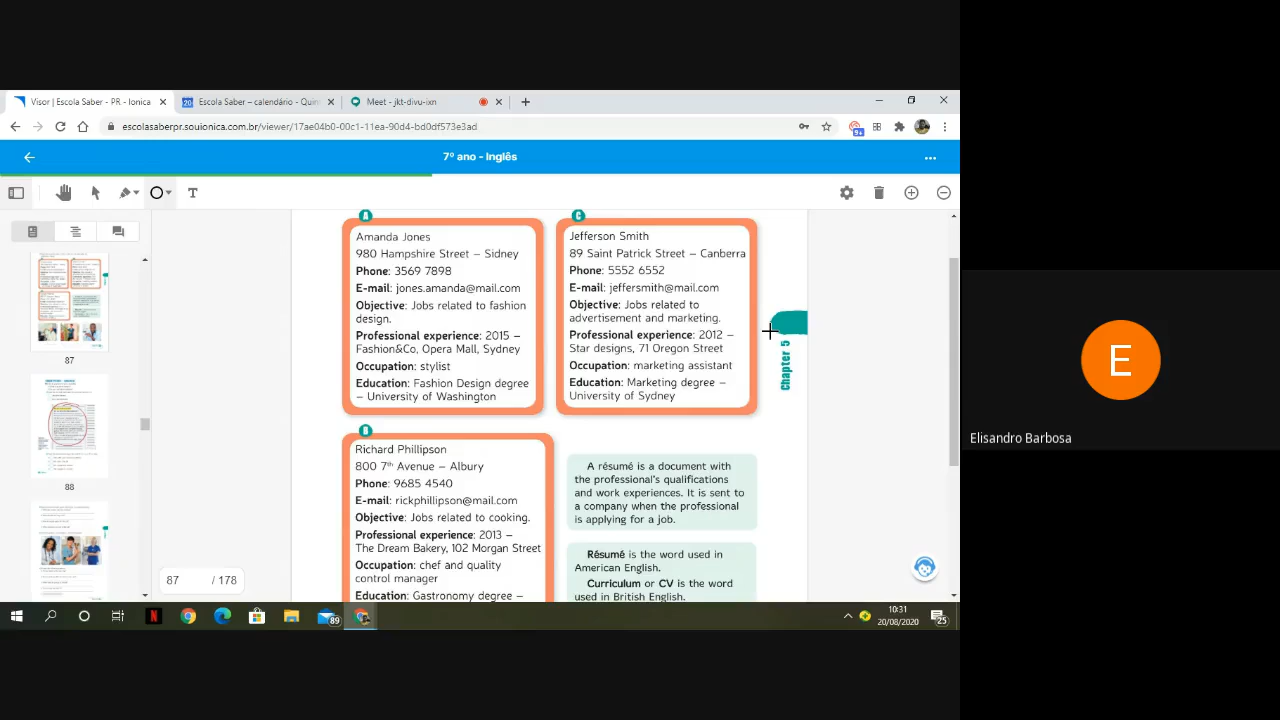 Visor | Escola Saber - PR - Ionica
Escola Saber – calendário - Quin
Meet - jkt-divu-ixn
escolasaberpr.souionica.com.br/viewer/17ae04b0-00c1-11ea-90d4-bd0df573e3ad
9+
7º ano - Inglês
T
87
88
87 /178
A
Amanda Jones
980 Hampshire Street – Sidney
Phone: 3569 7898
E-mail: jones.amanda@mail.com
Objective: Jobs related to
design.
Professional experience: 2015 –
Fashion&Co, Opera Mall, Sydney
Occupation: stylist
Education: Fashion Design degree
– University of Washington
C
Jefferson Smith
89 Saint Patrick Street – Canberra
Phone: 5552 6532
E-mail: jeffersmith@mail.com
Objective: Jobs related to
advertisement and marketing.
Professional experience: 2012 –
Star designs, 71 Oregon Street
Occupation: marketing assistant
Education: Marketing degree –
University of Sydney
Chapter 5
B
Richard Phillipson
800 7th Avenue – Albury
Phone: 9685 4540
E-mail: rickphillipson@mail.com
Objective: Jobs related cooking.
Professional experience: 2013 –
The Dream Bakery, 102 Morgan Street
Occupation: chef and quality
control manager
Education: Gastronomy degree –
A résumé is a document with
the professional's qualifications
and work experiences. It is sent to
a company when the professional
is applying for a job.
Résumé is the word used in
American English.
Curriculum or CV is the word
used in British English.
N
89
10:31
20/08/2020
25
E
Elisandro Barbosa